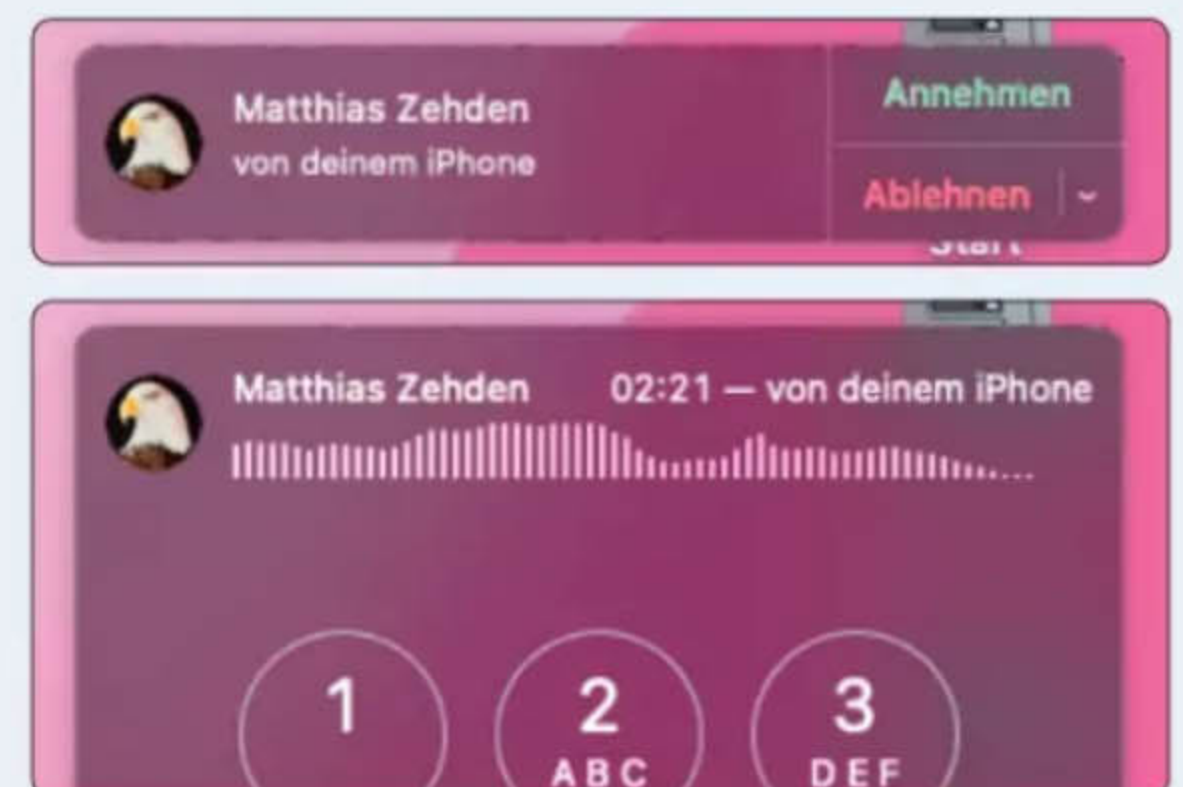 Matthias Zehden
von deinem iPhone
Annehmen
Ablehnen
Start
Matthias Zehden 02:21 — von deinem iPhone
1 2 3
ABC DEF